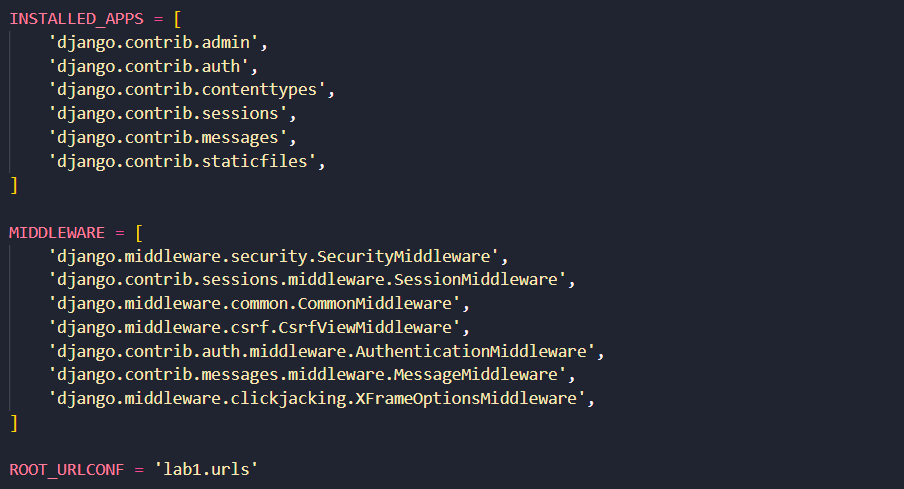 INSTALLED_APPS = [
    'django.contrib.admin',
    'django.contrib.auth',
    'django.contrib.contenttypes',
    'django.contrib.sessions',
    'django.contrib.messages',
    'django.contrib.staticfiles',
]

MIDDLEWARE = [
    'django.middleware.security.SecurityMiddleware',
    'django.contrib.sessions.middleware.SessionMiddleware',
    'django.middleware.common.CommonMiddleware',
    'django.middleware.csrf.CsrfViewMiddleware',
    'django.contrib.auth.middleware.AuthenticationMiddleware',
    'django.contrib.messages.middleware.MessageMiddleware',
    'django.middleware.clickjacking.XFrameOptionsMiddleware',
]

ROOT_URLCONF = 'lab1.urls'